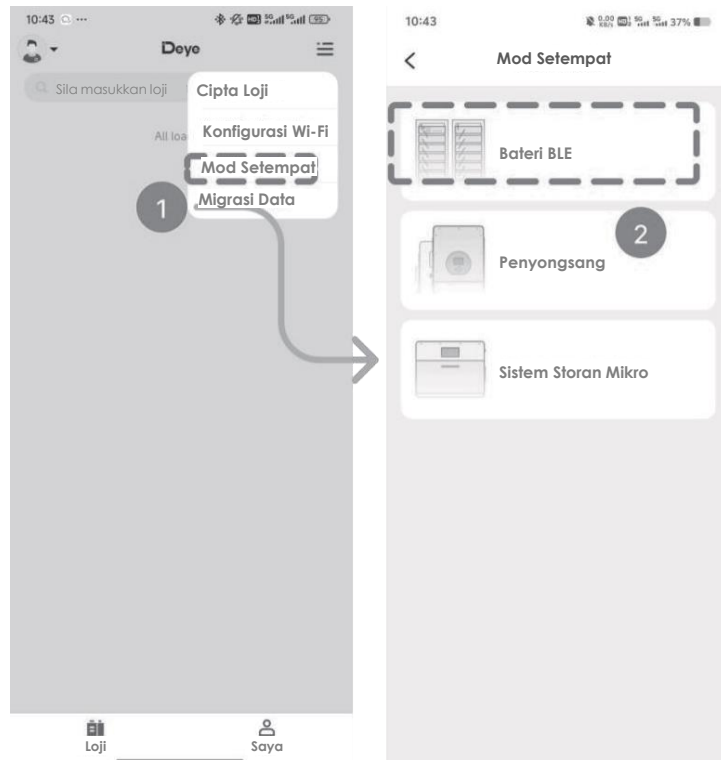 10:43
Deye
Sila masukkan loji
Cipta Loji
All loa
Konfigurasi Wi-Fi
Mod Setempat
Migrasi Data
1
Loji
Saya
10:43
37%
Mod Setempat
Bateri BLE
2
Penyongsang
Sistem Storan Mikro